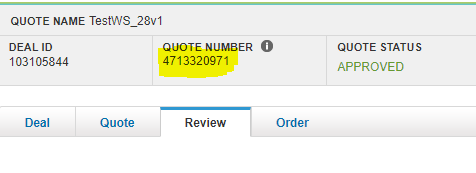 QUOTE NAME TestWS_28v1
DEAL ID QUOTE NUMBER QUOTE STATUS
103105844 4713320971 APPROVED
Deal Quote Review Order